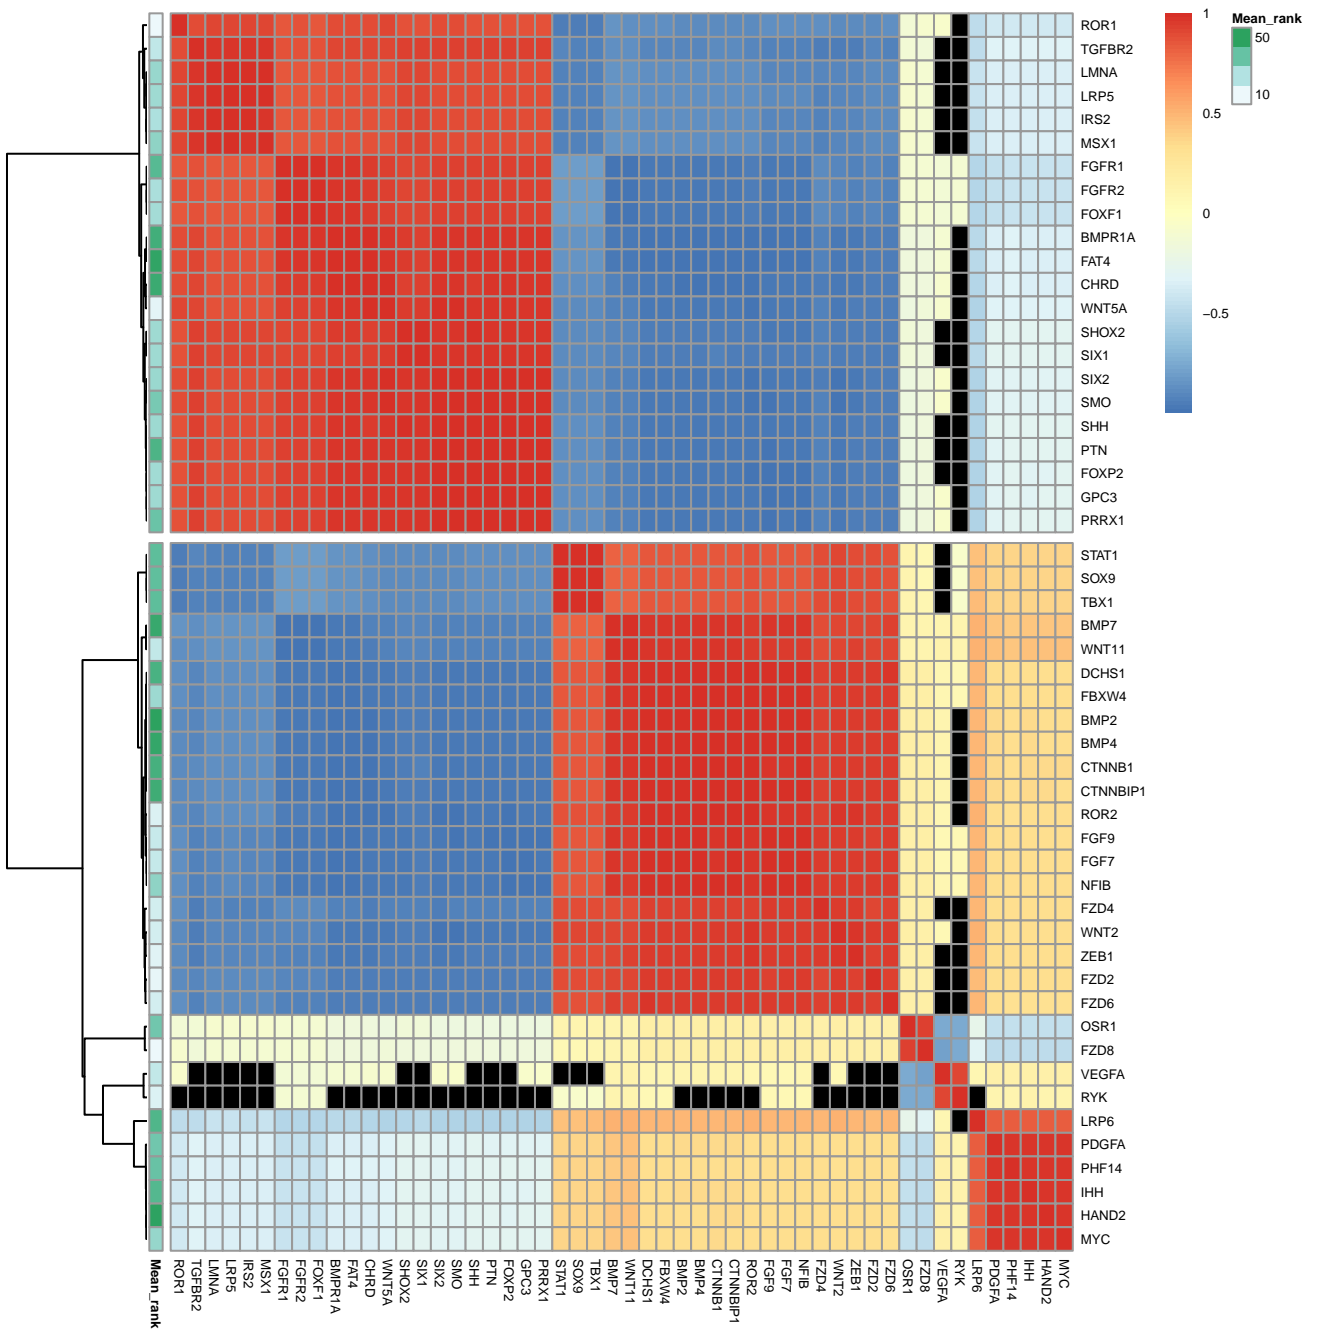 1
0.5
0
−0.5
Mean_rank
50
10
ROR1
TGFBR2
LMNA
LRP5
IRS2
MSX1
FGFR1
FGFR2
FOXF1
BMPR1A
FAT4
CHRD
WNT5A
SHOX2
SIX1
SIX2
SMO
SHH
PTN
FOXP2
GPC3
PRRX1
STAT1
SOX9
TBX1
BMP7
WNT11
DCHS1
FBXW4
BMP2
BMP4
CTNNB1
CTNNBIP1
ROR2
FGF9
FGF7
NFIB
FZD4
WNT2
ZEB1
FZD2
FZD6
OSR1
FZD8
VEGFA
RYK
LRP6
PDGFA
PHF14
IHH
HAND2
MYC
Mean_rank
ROR1
TGFBR2
LMNA
LRP5
IRS2
MSX1
FGFR1
FGFR2
FOXF1
BMPR1A
FAT4
CHRD
WNT5A
SHOX2
SIX1
SIX2
SMO
SHH
PTN
FOXP2
GPC3
PRRX1
STAT1
SOX9
TBX1
BMP7
WNT11
DCHS1
FBXW4
BMP2
BMP4
CTNNB1
CTNNBIP1
ROR2
FGF9
FGF7
NFIB
FZD4
WNT2
ZEB1
FZD2
FZD6
OSR1
FZD8
VEGFA
RYK
LRP6
PDGFA
PHF14
IHH
HAND2
MYC